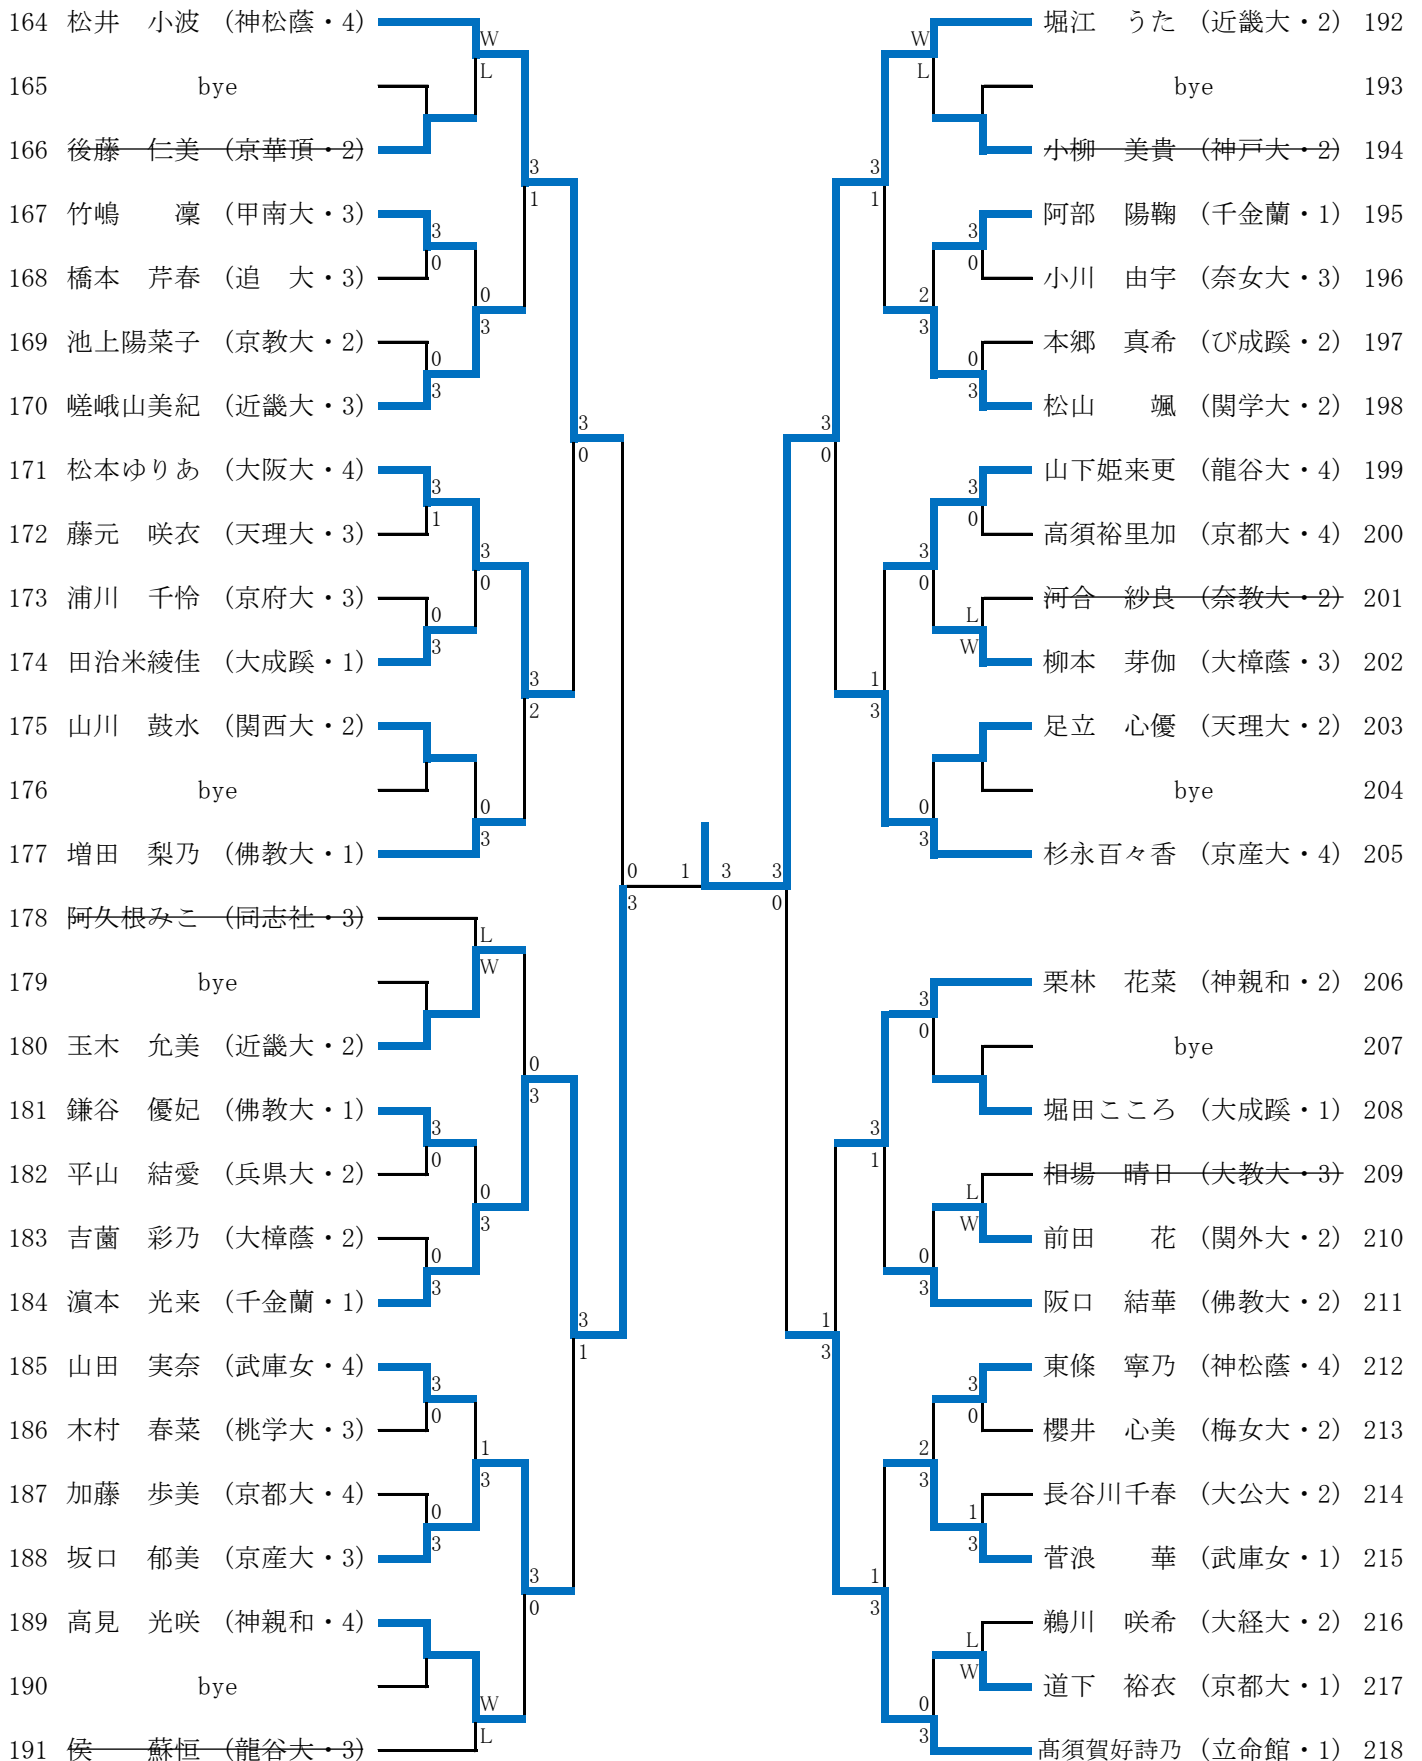 164 松井　小波 (神松蔭・4)
165 bye
166 後藤　仁美 (京華頂・2)
167 竹嶋　　凜 (甲南大・3)
168 橋本　芹春 (追　大・3)
169 池上陽菜子 (京教大・2)
170 嵯峨山美紀 (近畿大・3)
171 松本ゆりあ (大阪大・4)
172 藤元　咲衣 (天理大・3)
173 浦川　千怜 (京府大・3)
174 田治米綾佳 (大成蹊・1)
175 山川　鼓水 (関西大・2)
176 bye
177 増田　梨乃 (佛教大・1)
178 阿久根みこ (同志社・3)
179 bye
180 玉木　允美 (近畿大・2)
181 鎌谷　優妃 (佛教大・1)
182 平山　結愛 (兵県大・2)
183 吉薗　彩乃 (大樟蔭・2)
184 濵本　光来 (千金蘭・1)
185 山田　実奈 (武庫女・4)
186 木村　春菜 (桃学大・3)
187 加藤　歩美 (京都大・4)
188 坂口　郁美 (京産大・3)
189 高見　光咲 (神親和・4)
190 bye
191 侯　　蘇恒 (龍谷大・3)
W
L
3
0
0
3
3
1
0
3
3
1
3
0
0
3
0
3
3
2
3
0
L
W
3
0
0
3
0
3
0
3
3
0
0
3
1
3
W
L
3
0
3
1
0
3
1 3
3
0
堀江　うた (近畿大・2) 192
bye 193
小柳　美貴 (神戸大・2) 194
阿部　陽鞠 (千金蘭・1) 195
小川　由宇 (奈女大・3) 196
本郷　真希 (び成蹊・2) 197
松山　　颯 (関学大・2) 198
山下姫来更 (龍谷大・4) 199
高須裕里加 (京都大・4) 200
河合　紗良 (奈教大・2) 201
柳本　芽伽 (大樟蔭・3) 202
足立　心優 (天理大・2) 203
bye 204
杉永百々香 (京産大・4) 205
栗林　花菜 (神親和・2) 206
bye 207
堀田こころ (大成蹊・1) 208
相場　晴日 (大教大・3) 209
前田　　花 (関外大・2) 210
阪口　結華 (佛教大・2) 211
東條　寧乃 (神松蔭・4) 212
櫻井　心美 (梅女大・2) 213
長谷川千春 (大公大・2) 214
菅浪　　華 (武庫女・1) 215
鵜川　咲希 (大経大・2) 216
道下　裕衣 (京都大・1) 217
髙須賀好詩乃 (立命館・1) 218
W
L
3
1
3
0
2
3
0
3
3
0
3
0
3
0
L
W
1
3
0
3
3
0
3
1
L
W
0
3
1
3
3
0
2
3
1
3
1
3
L
W
0
3